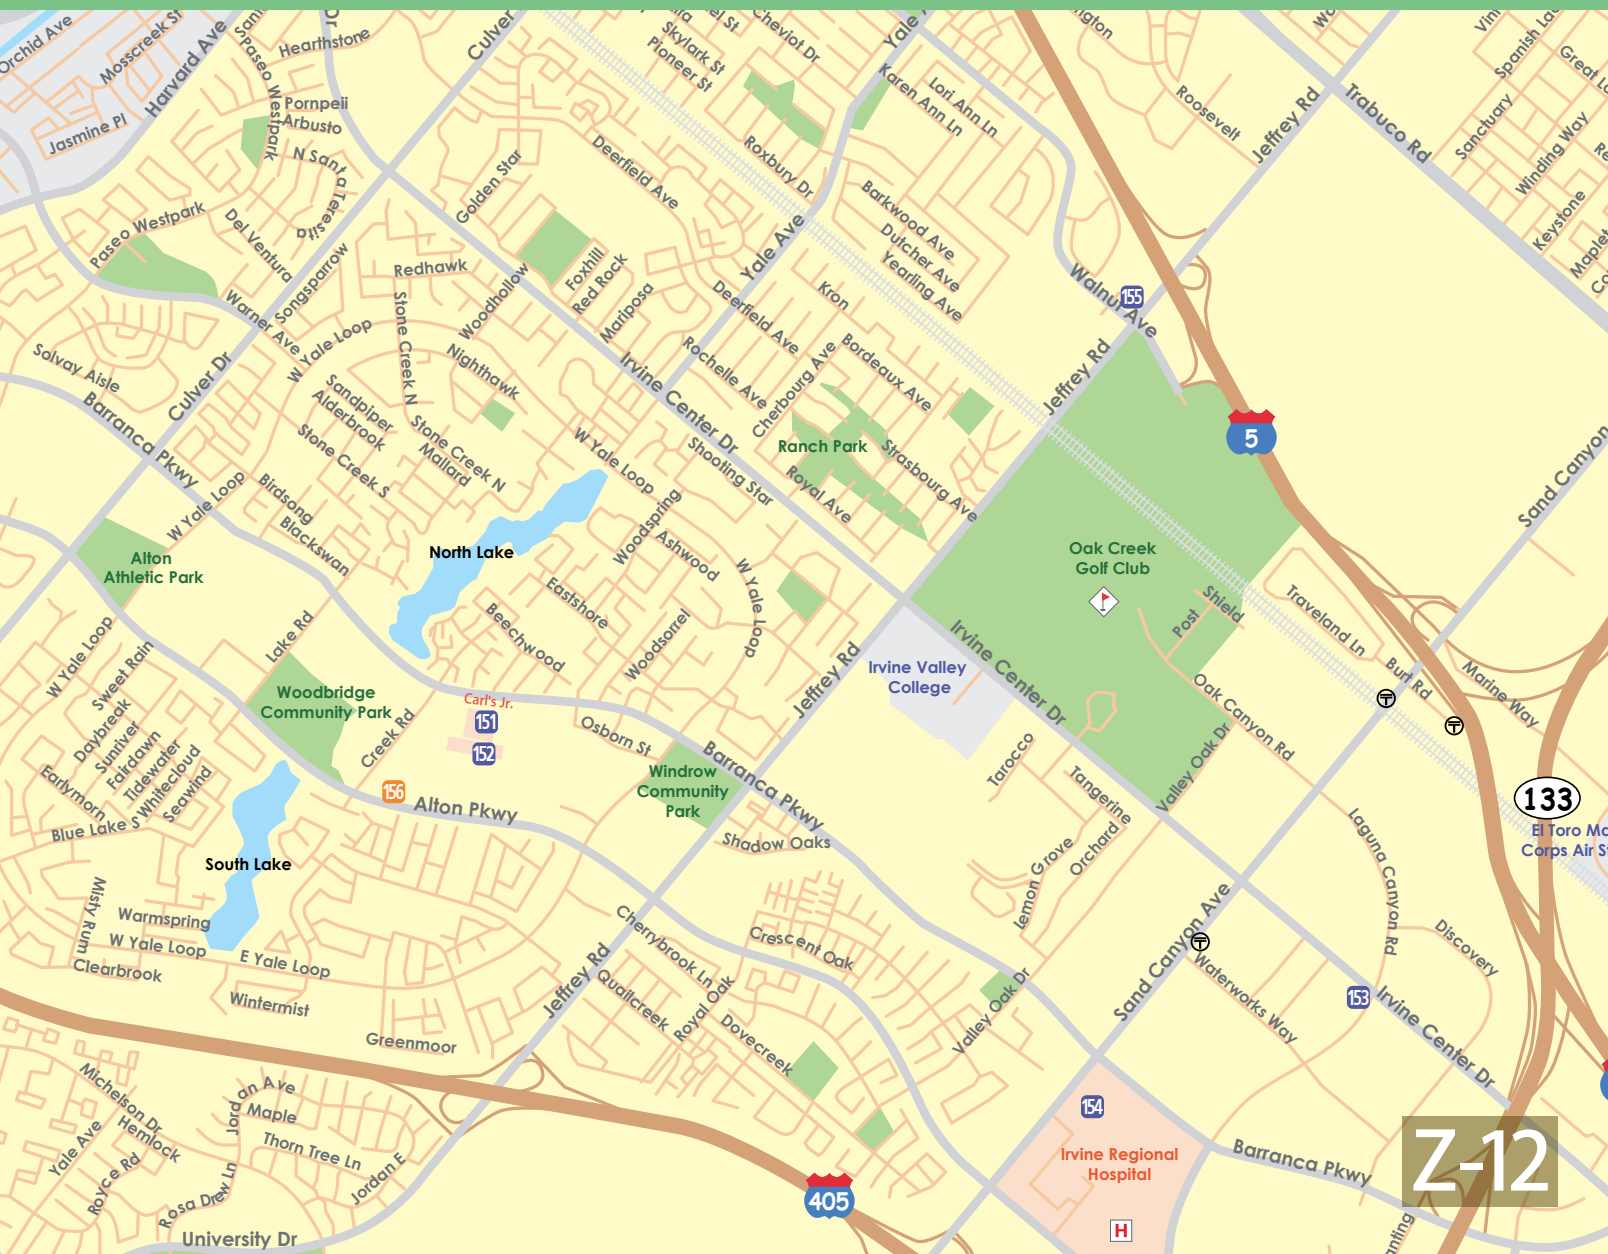 Orchid Ave
Mosscreek St
Harvard Ave
Jasmine Pl
Paseo Westpark
Hearthstone
Dr
Culver
Pornpeii
Arbusto
N Santa Teresita
Skylark St
Pioneer St
Cheviot Dr
Yale
Karen Ann Ln
Lori Ann Ln
Roosevelt
Jeffrey Rd
Trabuco Rd
Spanish
Great
Sanctuary
Winding Way
Keystone
Golden Star
Deerfield Ave
Roxbury Dr
Barkwood Ave
Dutcher Ave
Yearling Ave
Yale Ave
Paseo Westpark
Del Ventura
Songsparrow
Redhawk
Woodhollow
Foxhill
Red Rock
Mariposa
Deerfield Ave
Kron
Walnut Ave
155
Warner Ave
W Yale Loop
Stone Creek N
Nighthawk
Irvine Center Dr
Rochelle Ave
Cherbourg Ave
Bordeaux Ave
Jeffrey Rd
5
Solvay Aisle
Barranca Pkwy
Culver Dr
Sandpiper
Alderbrook
Stone Creek S
Stone Creek N
Mallard
W Yale Loop
Shooting Star
Ranch Park
Royal Ave
Strasbourg Ave
Sand Canyon
W Yale Loop
Birdsong
Blackswan
North Lake
Woodspring
Ashwood
W Yale Loop
Alton
Athletic Park
Oak Creek
Golf Club
Eastshore
Beechwood
Woodsorrel
Lake Rd
Post
Shield
Traveland Ln
Burt Rd
Marine Way
W Yale Loop
Sweet Rain
Daybreak
Sunriver
Fairdawn
Tidewater
Whitecloud
Seawind
Earlymorn
Blue Lake S
Woodbridge
Community Park
Creek Rd
Carl's Jr.
151
152
156
Alton Pkwy
Osborn St
Windrow
Community
Park
Barranca Pkwy
Jeffrey Rd
Irvine Valley
College
Irvine Center Dr
Oak Canyon Rd
Valley Oak Dr
Tarocco
Tangerine
Orchard
Lemon Grove
Laguna Canyon Rd
133
El Toro
Corps Air
South Lake
Shadow Oaks
Misty Rum
Warmspring
W Yale Loop
Clearbrook
E Yale Loop
Wintermist
Greenmoor
Cherrybrook Ln
Crescent Oak
Quailcreek
Royal Oak
Dovecreek
Jeffrey Rd
Valley Oak Dr
Sand Canyon Ave
Waterworks Way
Discovery
153
Irvine Center Dr
Michelson Dr
Hemlock
Yale Ave
Royce Rd
Jordan Ave
Maple
Thorn Tree Ln
Jordan E
Rosa Drew Ln
University Dr
405
154
Irvine Regional
Hospital
H
Barranca Pkwy
Z-12